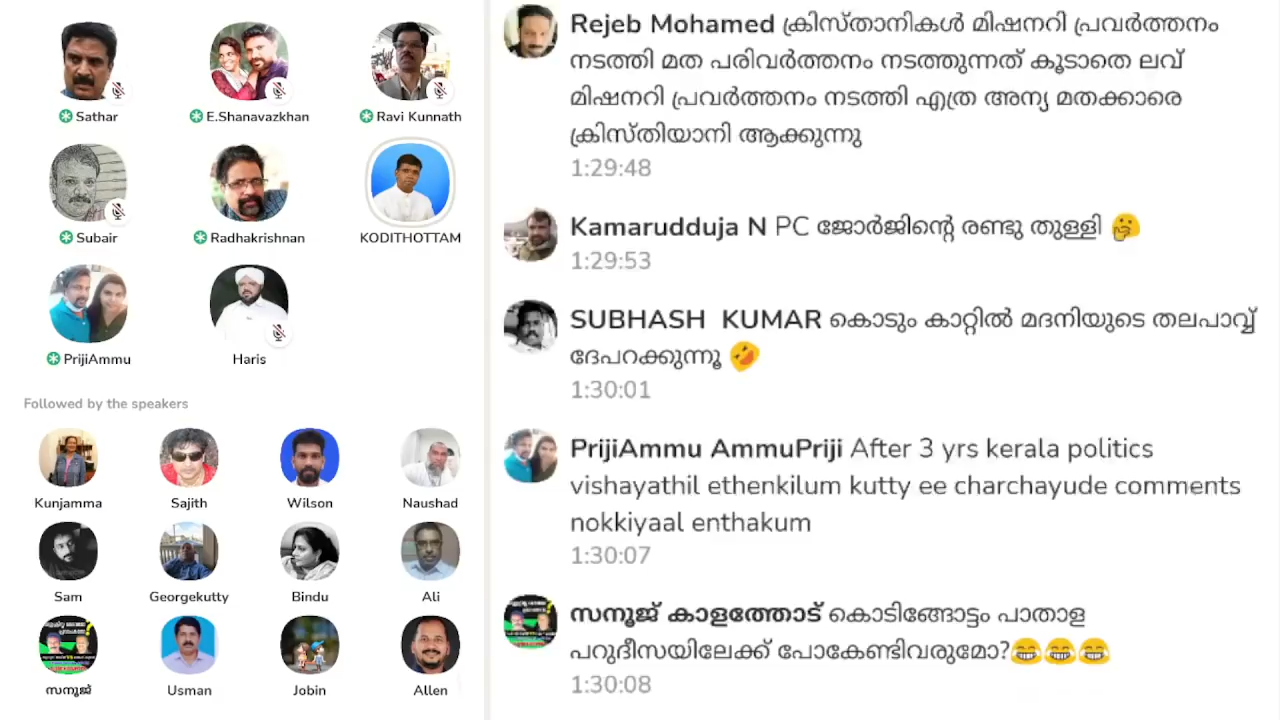 Sathar
E.Shanavazkhan
Ravi Kunnath
Subair
Radhakrishnan
KODITHOTTAM
PrijiAmmu
Haris
Followed by the speakers
Kunjamma
Sajith
Wilson
Naushad
Sam
Georgekutty
Bindu
Ali
സനൂജ്
Usman
Jobin
Allen
Rejeb Mohamed ക്രിസ്താനികൾ മിഷനറി പ്രവർത്തനം
നടത്തി മത പരിവർത്തനം നടത്തുന്നത് കൂടാതെ ലവ്
മിഷനറി പ്രവർത്തനം നടത്തി എത്ര അന്യ മതക്കാരെ
ക്രിസ്തിയാനി ആക്കുന്നു
1:29:48
Kamarudduja N PC ജോർജിന്റെ രണ്ടു തുള്ളി 🤔
1:29:53
SUBHASH KUMAR കൊടും കാറ്റിൽ മദനിയുടെ തലപാവ്വ്
ദേപറക്കുന്നൂ 🤣
1:30:01
PrijiAmmu AmmuPriji After 3 yrs kerala politics
vishayathil ethenkilum kutty ee charchayude comments
nokkiyaal enthakum
1:30:07
സനൂജ് കാളത്തോട് കൊടിങ്ങോട്ടം പാതാള
പറുദീസയിലേക്ക് പോകേണ്ടിവരുമോ?😂😂😂
1:30:08